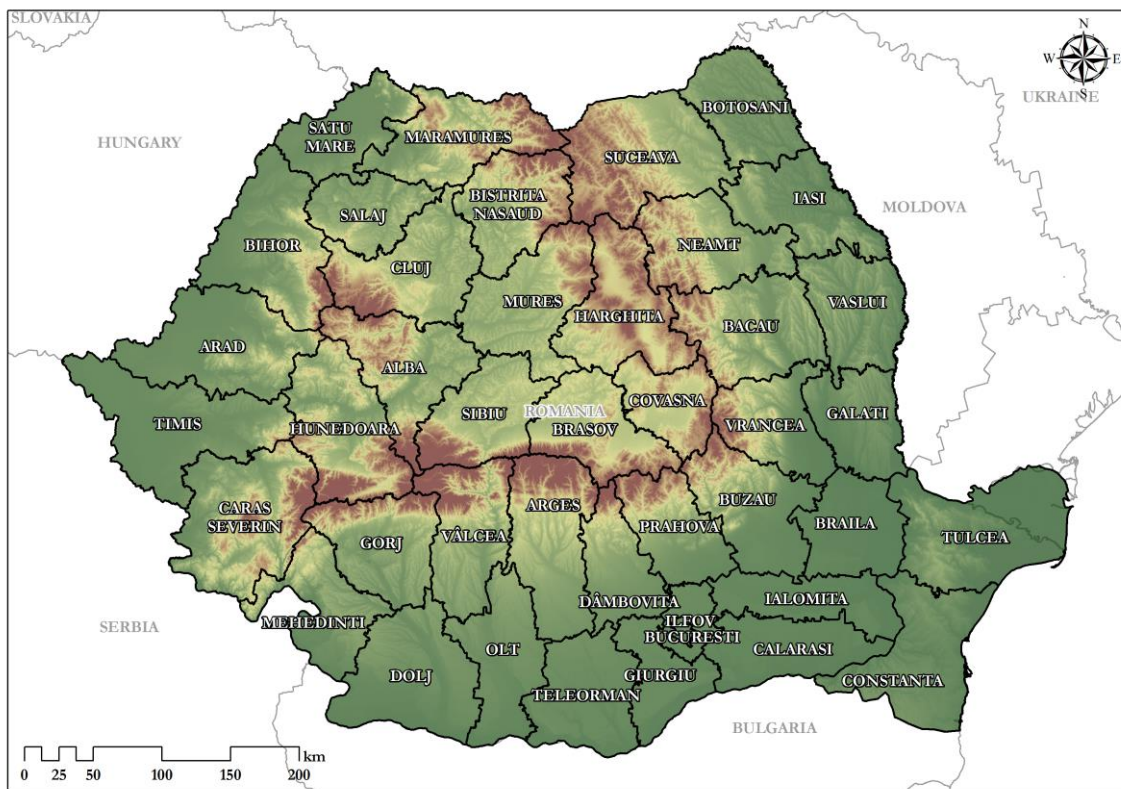 SLOVAKIA
N
W E
S
UKRAINE
BOTOSANI
SATU
MARE
MARAMURES
HUNGARY
SUCEAVA
BISTRITA
NASAUD
IASI
SALAJ
MOLDOVA
BIHOR
NEAMT
CLUJ
MURES
VASLUI
HARGHITA
BACAU
ARAD
ALBA
COVASNA
SIBIU
ROMANIA
GALATI
TIMIS
HUNEDOARA
BRASOV
VRANCEA
BUZAU
ARGES
CARAS
SEVERIN
BRAILA
PRAHOVA
VÂLCEA
TULCEA
GORJ
DÂMBOVITA
IALOMITA
MEHEDINTI
ILFOV
SERBIA
BUCURESTI
OLT
CALARASI
DOLJ
GIURGIU
CONSTANTA
TELEORMAN
BULGARIA
km
0 25 50 100 150 200